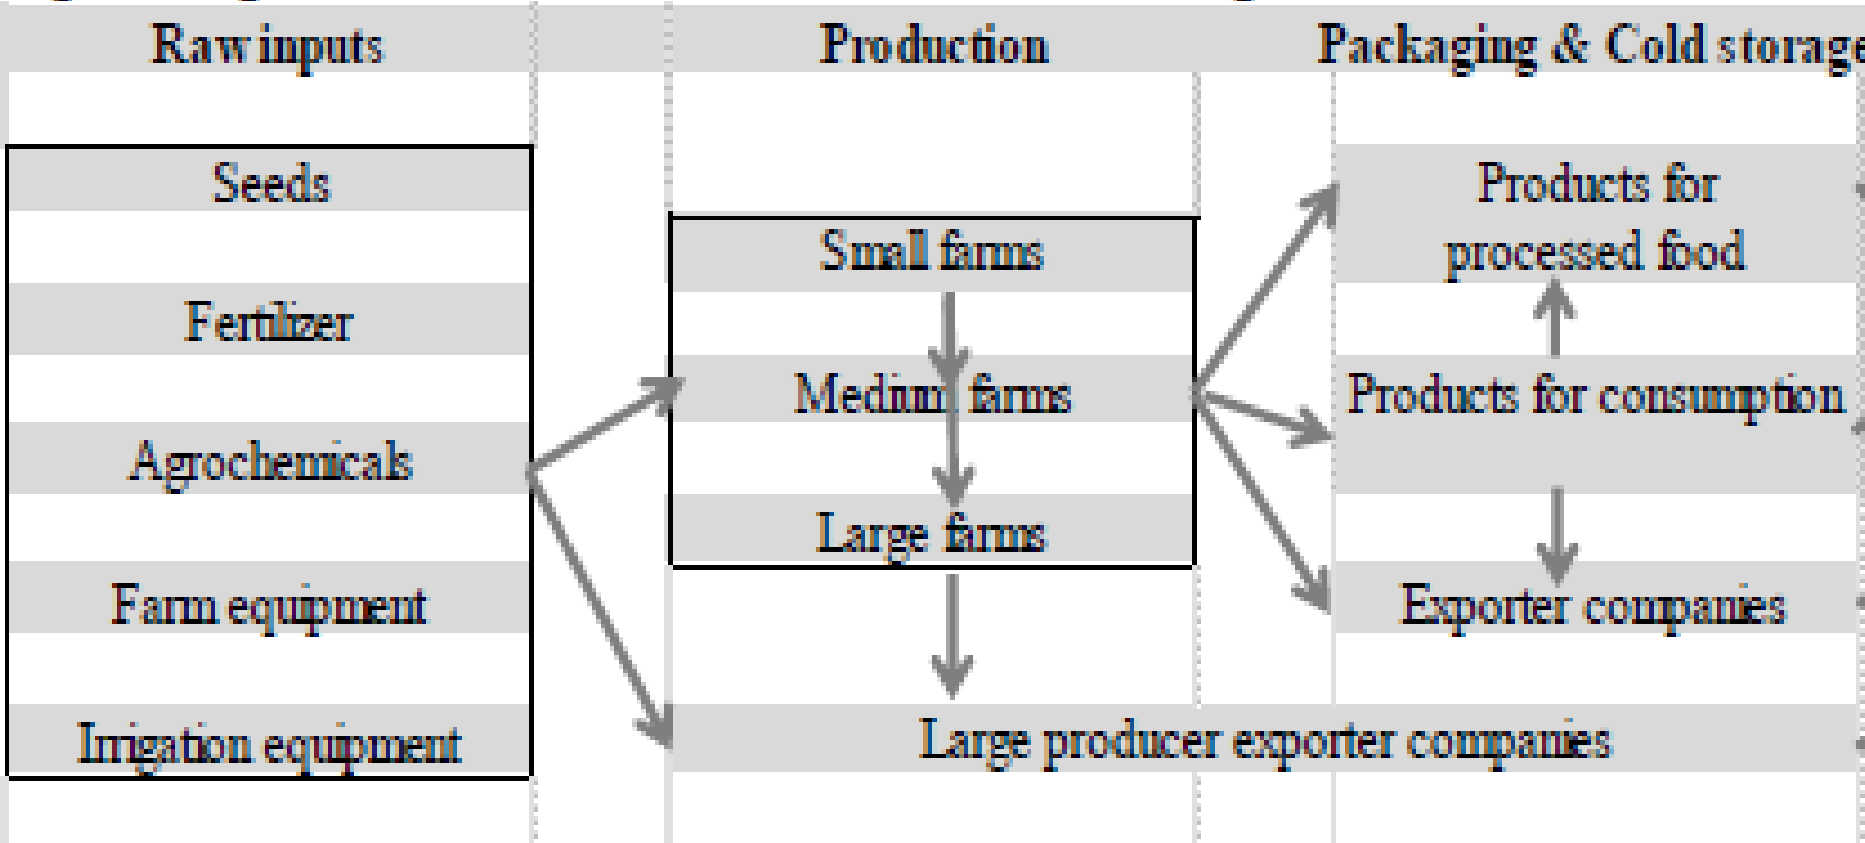 Raw inputs
Production
Packaging & Cold storage
Seeds
Fertilizer
Agrochemicals
Farm equipment
Irrigation equipment
Small farms
Medium farms
Large farms
Products for
processed food
Products for consumption
Exporter companies
Large producer exporter companies